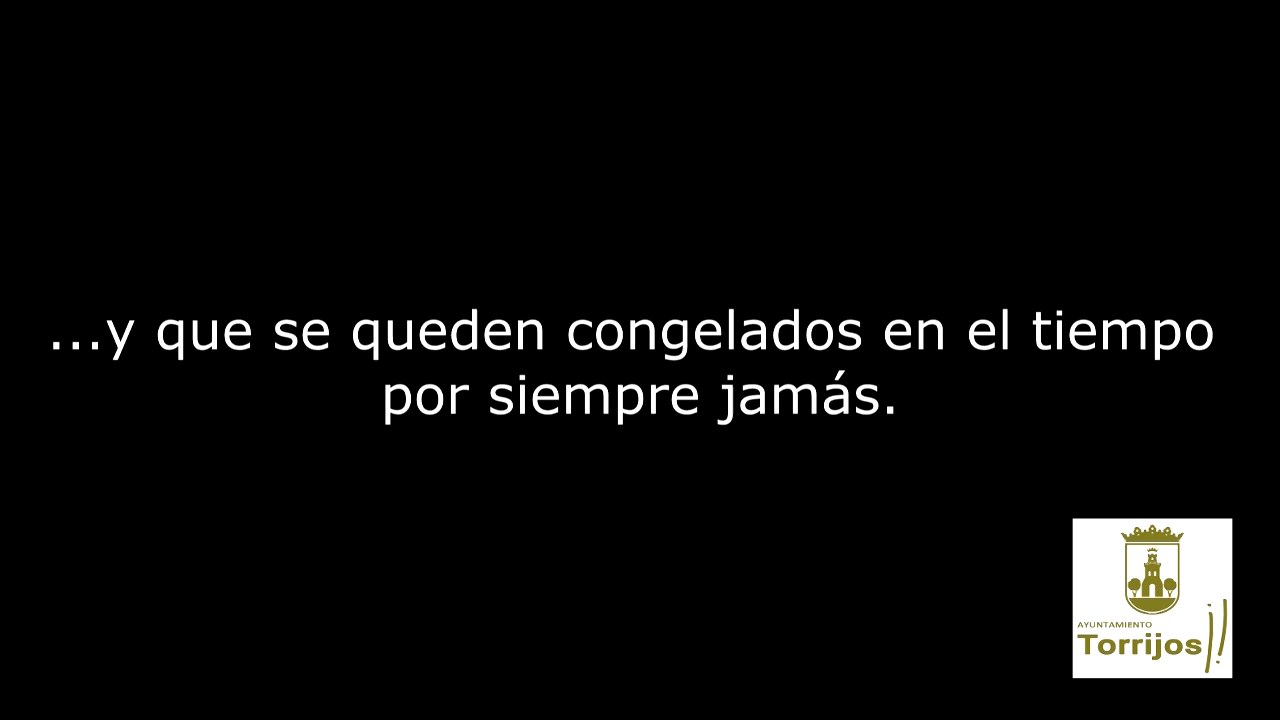 ...y que se queden congelados en el tiempo
por siempre jamás.
AYUNTAMIENTO
Torrijos